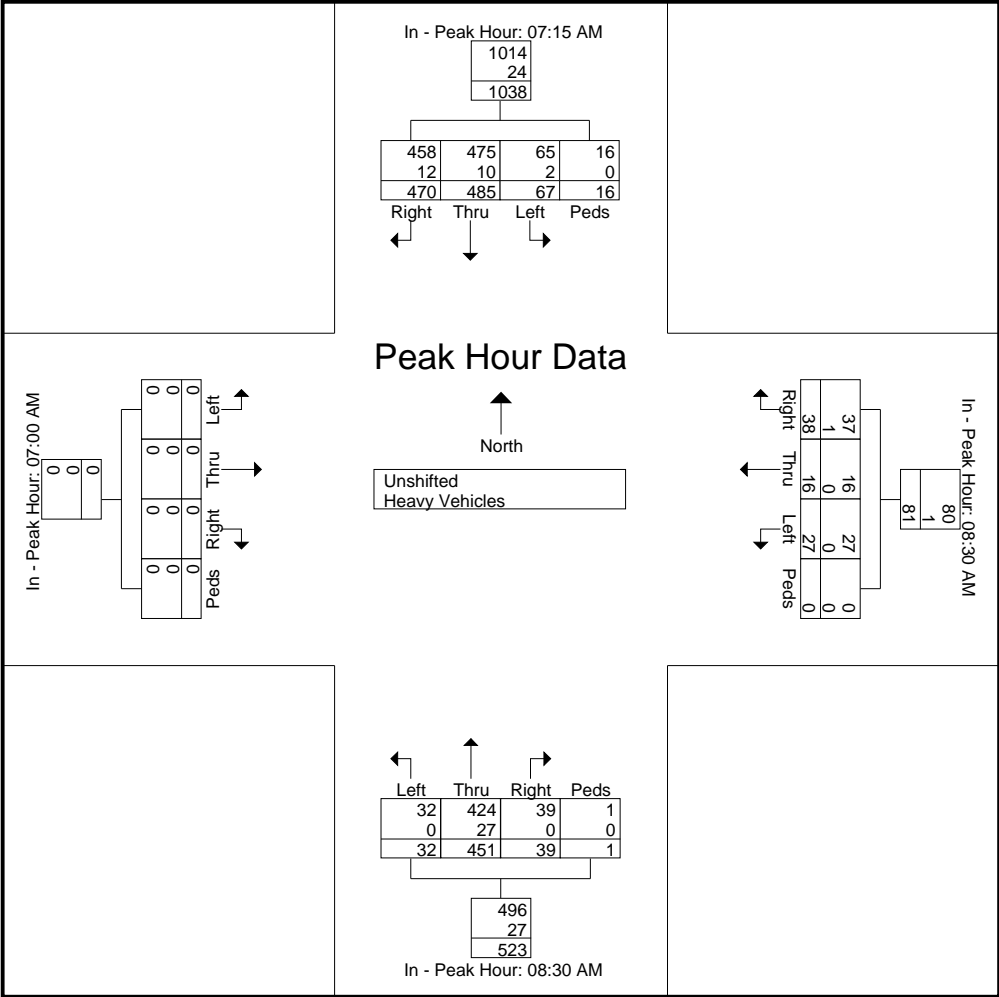 In - Peak Hour: 07:15 AM
1014
24
1038
458 475 65 16
12 10 2 0
470 485 67 16
Right Thru Left Peds
Peak Hour Data
North
Unshifted
Heavy Vehicles
In - Peak Hour: 07:00 AM
0
0
0
Left 0 0 0
Thru 0 0 0
Right 0 0 0
Peds 0 0 0
In - Peak Hour: 08:30 AM
80
1
81
Right 38 1 37
Thru 16 0 16
Left 27 0 27
Peds 0 0 0
Left Thru Right Peds
32 424 39 1
0 27 0 0
32 451 39 1
496
27
523
In - Peak Hour: 08:30 AM